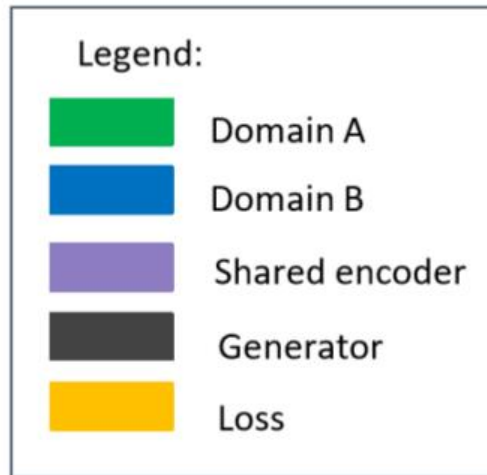 Legend:
Domain A
Domain B
Shared encoder
Generator
Loss